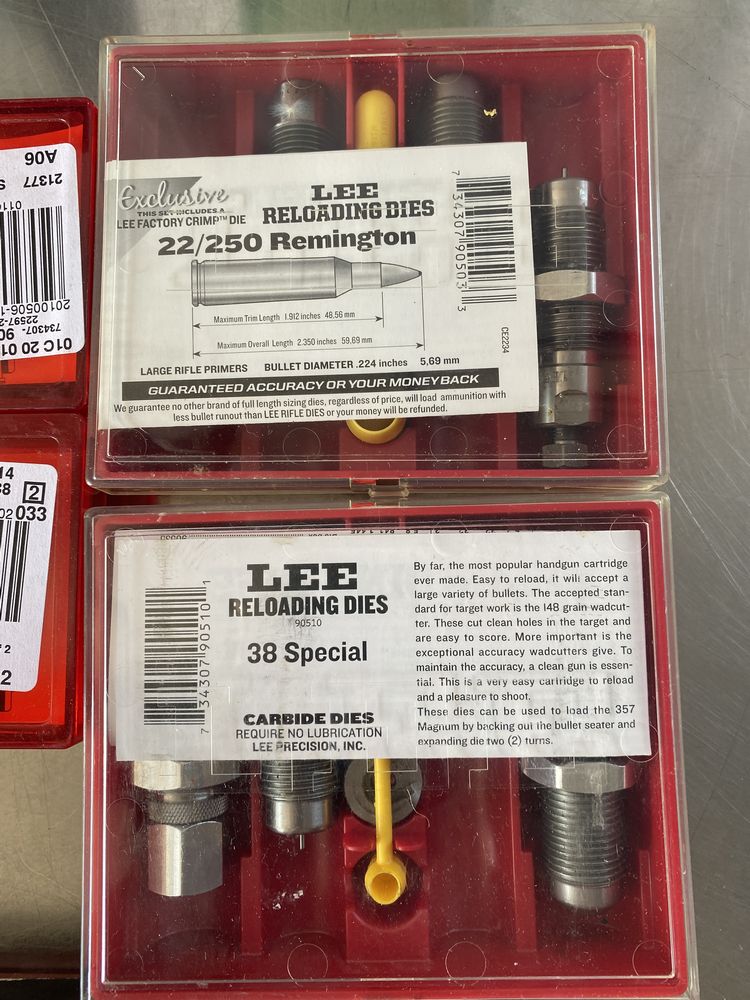 Exclusive
THIS SET INCLUDES A
LEE FACTORY CRIMP™ DIE
LEE
RELOADING DIES
22/250 Remington
Maximum Trim Length 1.912 inches 48,56 mm
Maximum Overall Length 2.350 inches 59.69 mm
LARGE RIFLE PRIMERS BULLET DIAMETER .224 inches 5,69 mm
GUARANTEED ACCURACY OR YOUR MONEY BACK
We guarantee no other brand of full length sizing dies, regardless of price, will load ammunition with
less bullet runout than LEE RIFLE DIES or your money will be refunded.
7 34307 90503 3
CE2234
A06
21377
20100506-1
22597-2
734307- 90
01C 20 01
14
2
033
2
LEE
RELOADING DIES
90510
38 Special
CARBIDE DIES
REQUIRE NO LUBRICATION
LEE PRECISION, INC.
7 34307 90510 1
By far, the most popular handgun cartridge
ever made. Easy to reload, it will accept a
large variety of bullets. The accepted stan-
dard for target work is the 148 grain wadcut-
ter. These cut clean holes in the target and
are easy to score. More important is the
exceptional accuracy wadcutters give. To
maintain the accuracy, a clean gun is essen-
tial. This is a very easy cartridge to reload
and a pleasure to shoot.
These dies can be used to load the 357
Magnum by backing out the bullet seater and
expanding die two (2) turns.